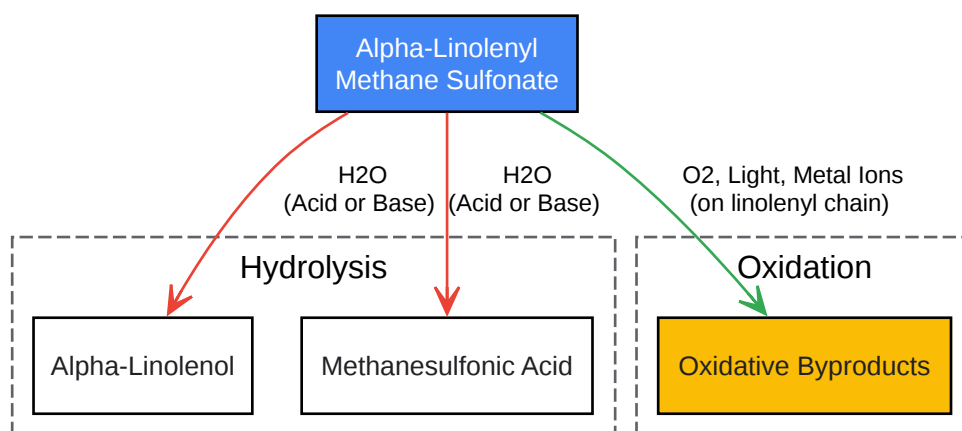 Alpha-Linolenyl
Methane Sulfonate
H2O
(Acid or Base)
H2O
(Acid or Base)
O2, Light, Metal Ions
(on linolenyl chain)
Hydrolysis
Oxidation
Alpha-Linolenol
Methanesulfonic Acid
Oxidative Byproducts